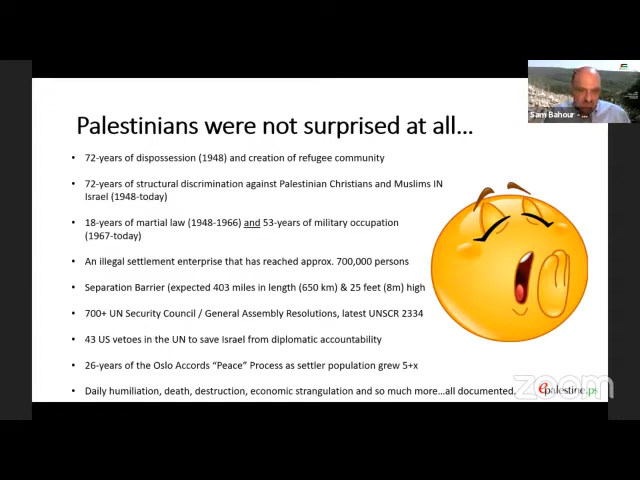 Palestinians were not surprised at all...
• 72-years of dispossession (1948) and creation of refugee community
• 72-years of structural discrimination against Palestinian Christians and Muslims IN
Israel (1948-today)
• 18-years of martial law (1948-1966) and 53-years of military occupation
(1967-today)
• An illegal settlement enterprise that has reached approx. 700,000 persons
• Separation Barrier (expected 403 miles in length (650 km) & 25 feet (8m) high
• 700+ UN Security Council / General Assembly Resolutions, latest UNSCR 2334
• 43 US vetoes in the UN to save Israel from diplomatic accountability
• 26-years of the Oslo Accords “Peace” Process as settler population grew 5+x
• Daily humiliation, death, destruction, economic strangulation and so much more…all documented.
Sam Bahour - ...
zoom
epalestine.ps